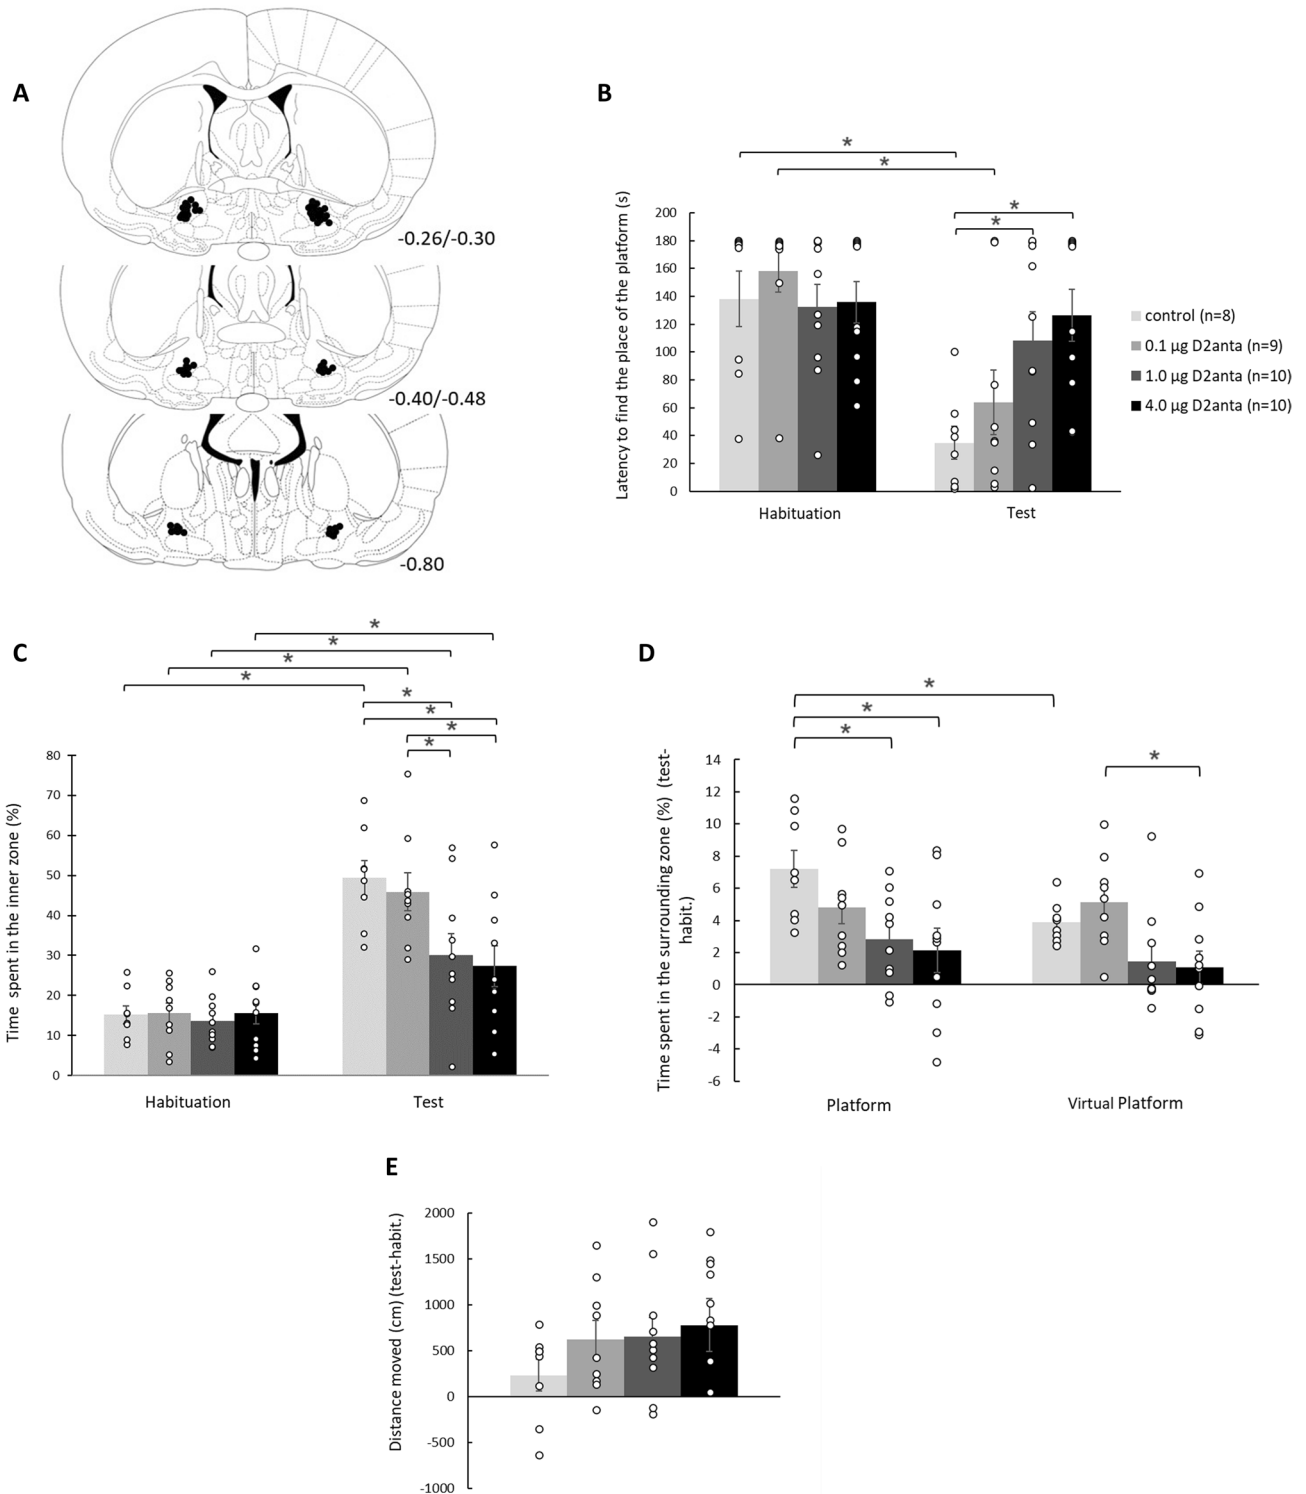 A
-0.26/-0.30
-0.40/-0.48
-0.80
B
* 
*
*
*
Latency to find the place of the platform (s)
200
180
160
140
120
100
80
60
40
20
0
Habituation
Test
control (n=8)
0.1 µg D2anta (n=9)
1.0 µg D2anta (n=10)
4.0 µg D2anta (n=10)
C
*
*
*
*
*
*
*
*
Time spent in the inner zone (%)
80
70
60
50
40
30
20
10
0
Habituation
Test
D
*
*
*
*
Time spent in the surrounding zone (%) (test-
habit.)
14
12
10
8
6
4
2
0
-2
-4
-6
Platform
Virtual Platform
E
Distance moved (cm) (test-habit.)
2000
1500
1000
500
0
-500
-1000